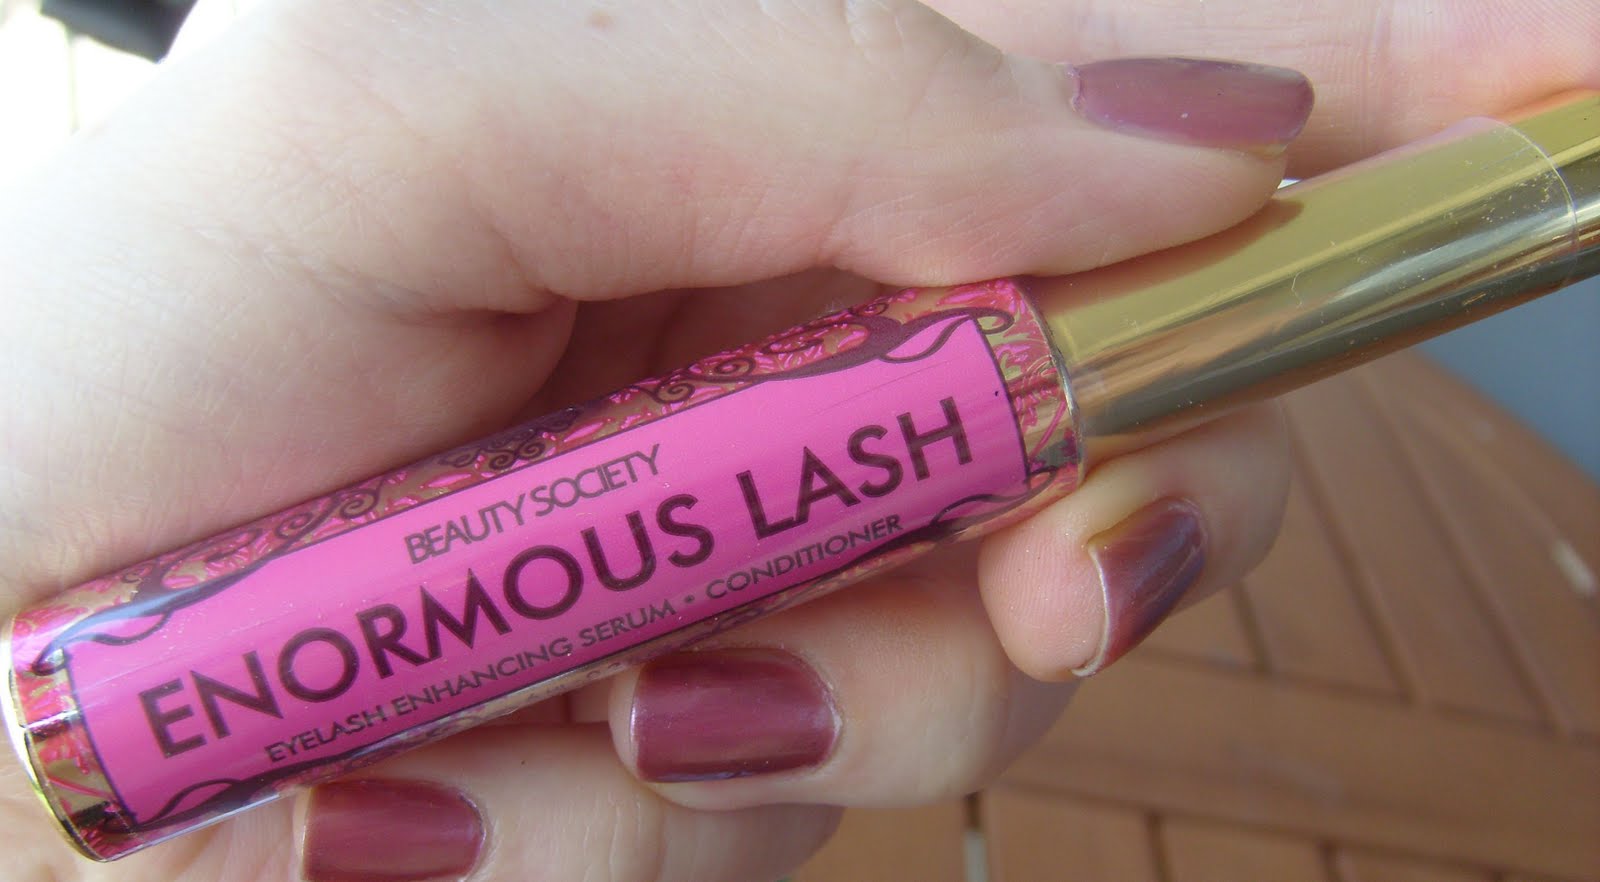 BEAUTY SOCIETY
ENORMOUS LASH
EYELASH ENHANCING SERUM • CONDITIONER